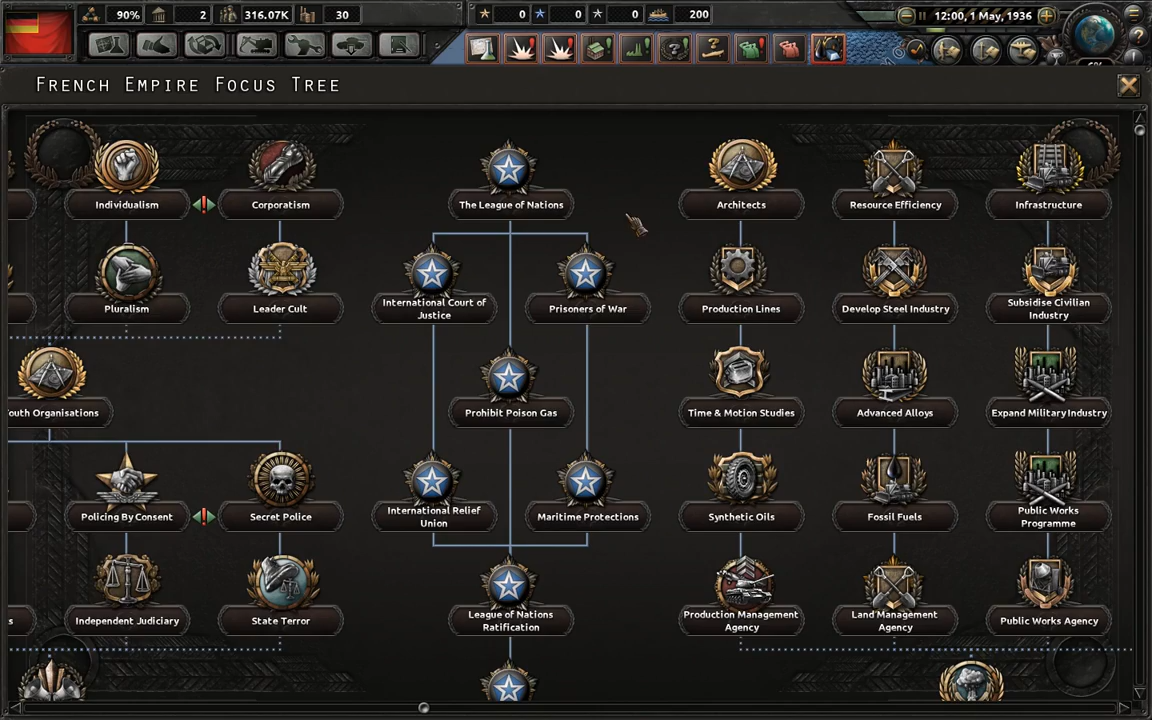 90%
2
316.07K
30
0
0
0
200
12:00, 1 May, 1936
French Empire Focus Tree
Individualism
Corporatism
The League of Nations
Architects
Resource Efficiency
Infrastructure
Pluralism
Leader Cult
International Court of
Justice
Prisoners of War
Production Lines
Develop Steel Industry
Subsidise Civilian
Industry
outh Organisations
Prohibit Poison Gas
Time & Motion Studies
Advanced Alloys
Expand Military Industry
Policing By Consent
Secret Police
International Relief
Union
Maritime Protections
Synthetic Oils
Fossil Fuels
Public Works
Programme
s
Independent Judiciary
State Terror
League of Nations
Ratification
Production Management
Agency
Land Management
Agency
Public Works Agency